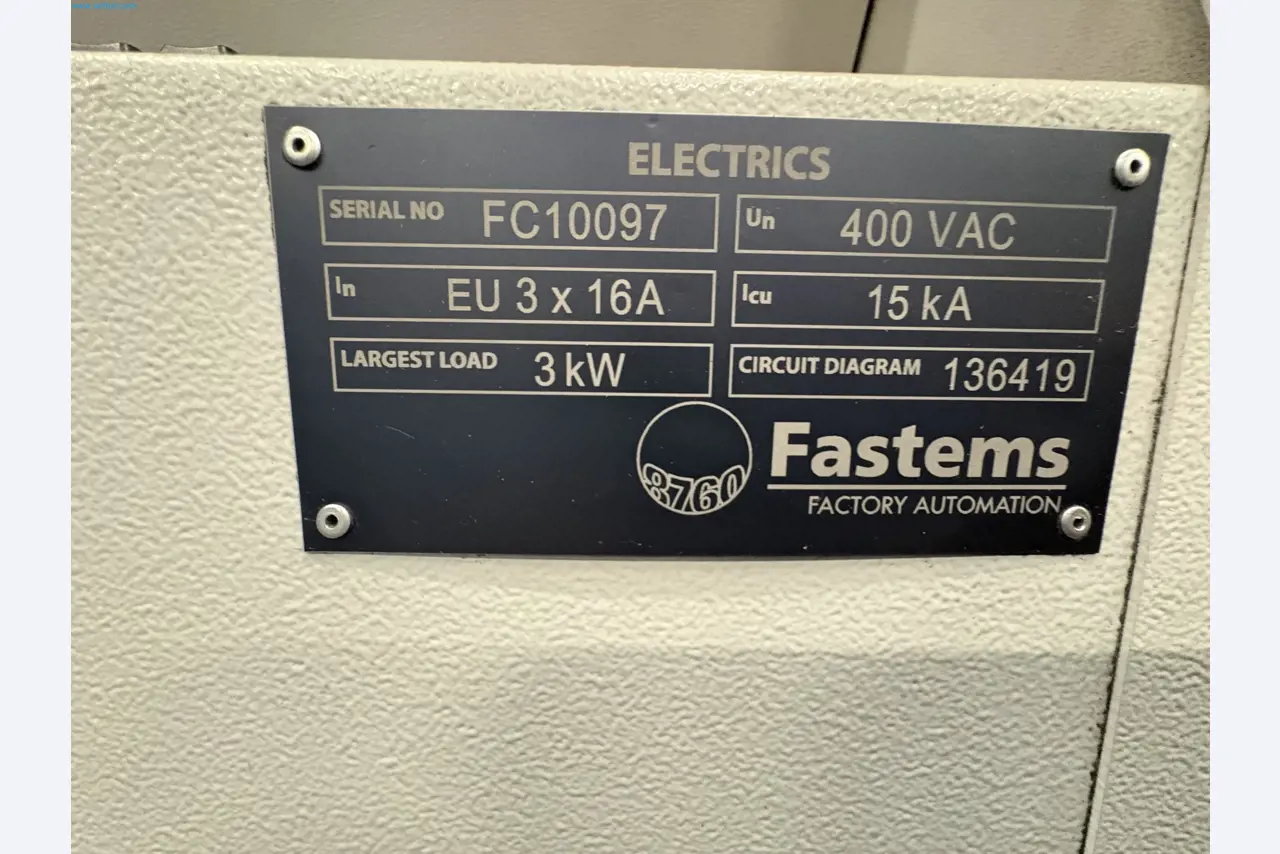 ELECTRICS
SERIAL NO FC10097
Un 400 VAC
In EU 3 x 16A
Icu 15 kA
LARGEST LOAD 3 kW
CIRCUIT DIAGRAM 136419
8760
Fastems
FACTORY AUTOMATION